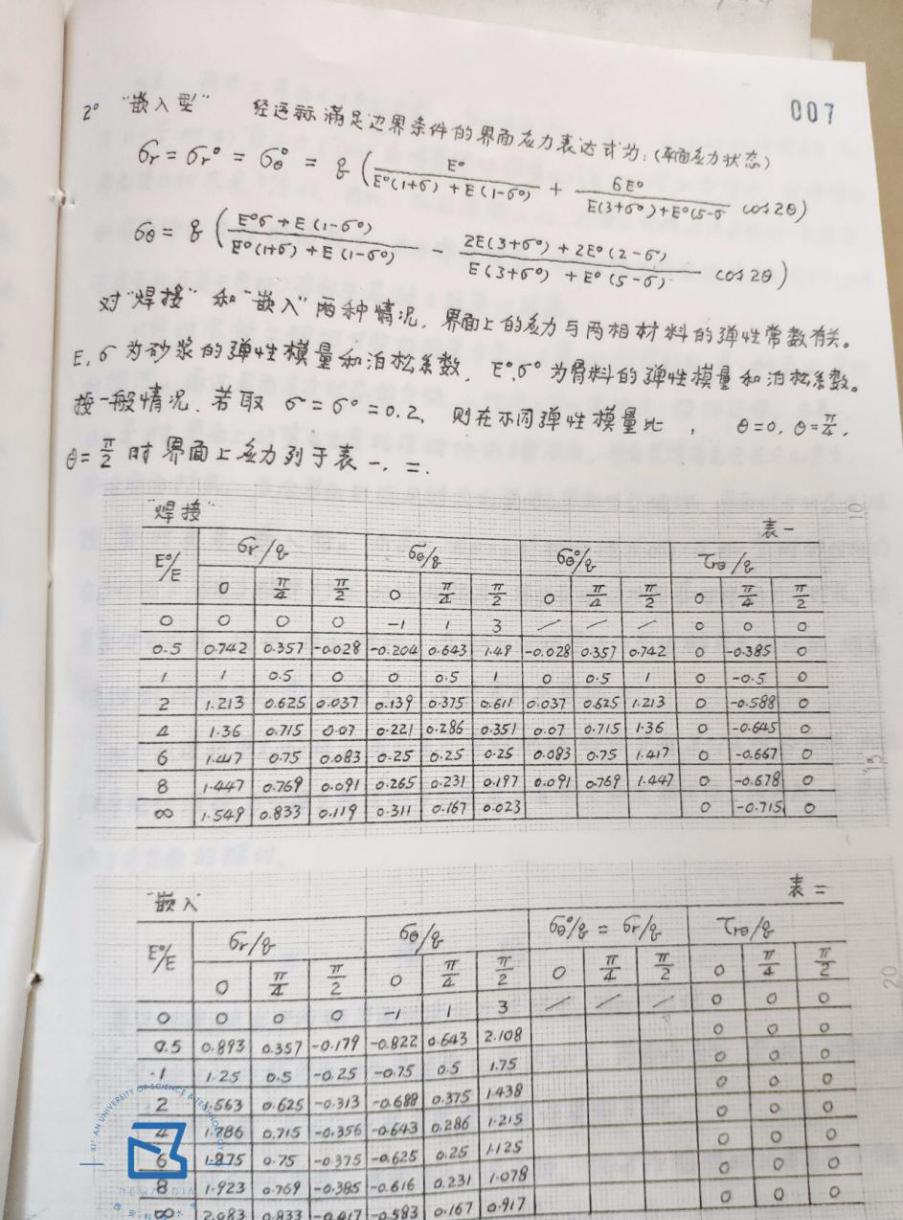 007
2° "嵌入型" 经运标满足边界条件的界面应力表达式为:(平面应力状态)
σr = σr° = σθ° = q ( E° / (E°(1+σ) + E(1-σ°)) + 6E° / (E(3+σ°)+E°(5-σ cos2θ)
σθ = q ( (E°σ + E(1-σ°)) / (E°(1+σ) + E(1-σ°)) - (2E(3+σ°) + 2E°(2-σ)) / (E(3+σ°) + E°(5-σ)) cos2θ )
对"焊接"和"嵌入"两种情况,界面上的应力与两相材料的弹性常数有关。
E,σ 为砂浆的弹性模量和泊松系数,E°,σ° 为骨料的弹性模量和泊松系数。
按一般情况,若取 σ = σ° = 0.2, 则在不同弹性模量比 , θ=0, θ=π/4,
θ=π/2 时界面上应力列于表一,二.
"焊接" 表一
E°/E σr/q σθ/q σθ°/q τrθ/q
0 π/4 π/2 0 π/4 π/2 0 π/4 π/2 0 π/4 π/2
0 0 0 0 -1 1 3 / / / 0 0 0
0.5 0.742 0.357 -0.028 -0.204 0.643 1.49 -0.028 0.357 0.742 0 -0.385 0
1 1 0.5 0 0 0.5 1 0 0.5 1 0 -0.5 0
2 1.213 0.625 0.037 0.139 0.375 0.611 0.037 0.625 1.213 0 -0.588 0
4 1.36 0.715 0.07 0.221 0.286 0.351 0.07 0.715 1.36 0 -0.645 0
6 1.417 0.75 0.083 0.25 0.25 0.25 0.083 0.75 1.417 0 -0.667 0
8 1.447 0.769 0.091 0.265 0.231 0.197 0.091 0.769 1.447 0 -0.678 0
∞ 1.549 0.833 0.119 0.311 0.167 0.023 0 -0.715 0
"嵌入" 表二
E°/E σr/q σθ/q σθ°/q = σr/q τrθ/q
0 π/4 π/2 0 π/4 π/2 0 π/4 π/2 0 π/4 π/2
0 0 0 0 -1 1 3 / / / 0 0 0
0.5 0.893 0.357 -0.179 -0.822 0.643 2.108 0 0 0
1 1.25 0.5 -0.25 -0.75 0.5 1.75 0 0 0
2 1.563 0.625 -0.313 -0.688 0.375 1.438 0 0 0
4 1.786 0.715 -0.356 -0.643 0.286 1.215 0 0 0
6 1.875 0.75 -0.375 -0.625 0.25 1.125 0 0 0
8 1.923 0.769 -0.385 -0.616 0.231 1.078 0 0 0
∞ 2.083 0.833 -0.417 -0.583 0.167 0.917 0 0 0
10
15
20